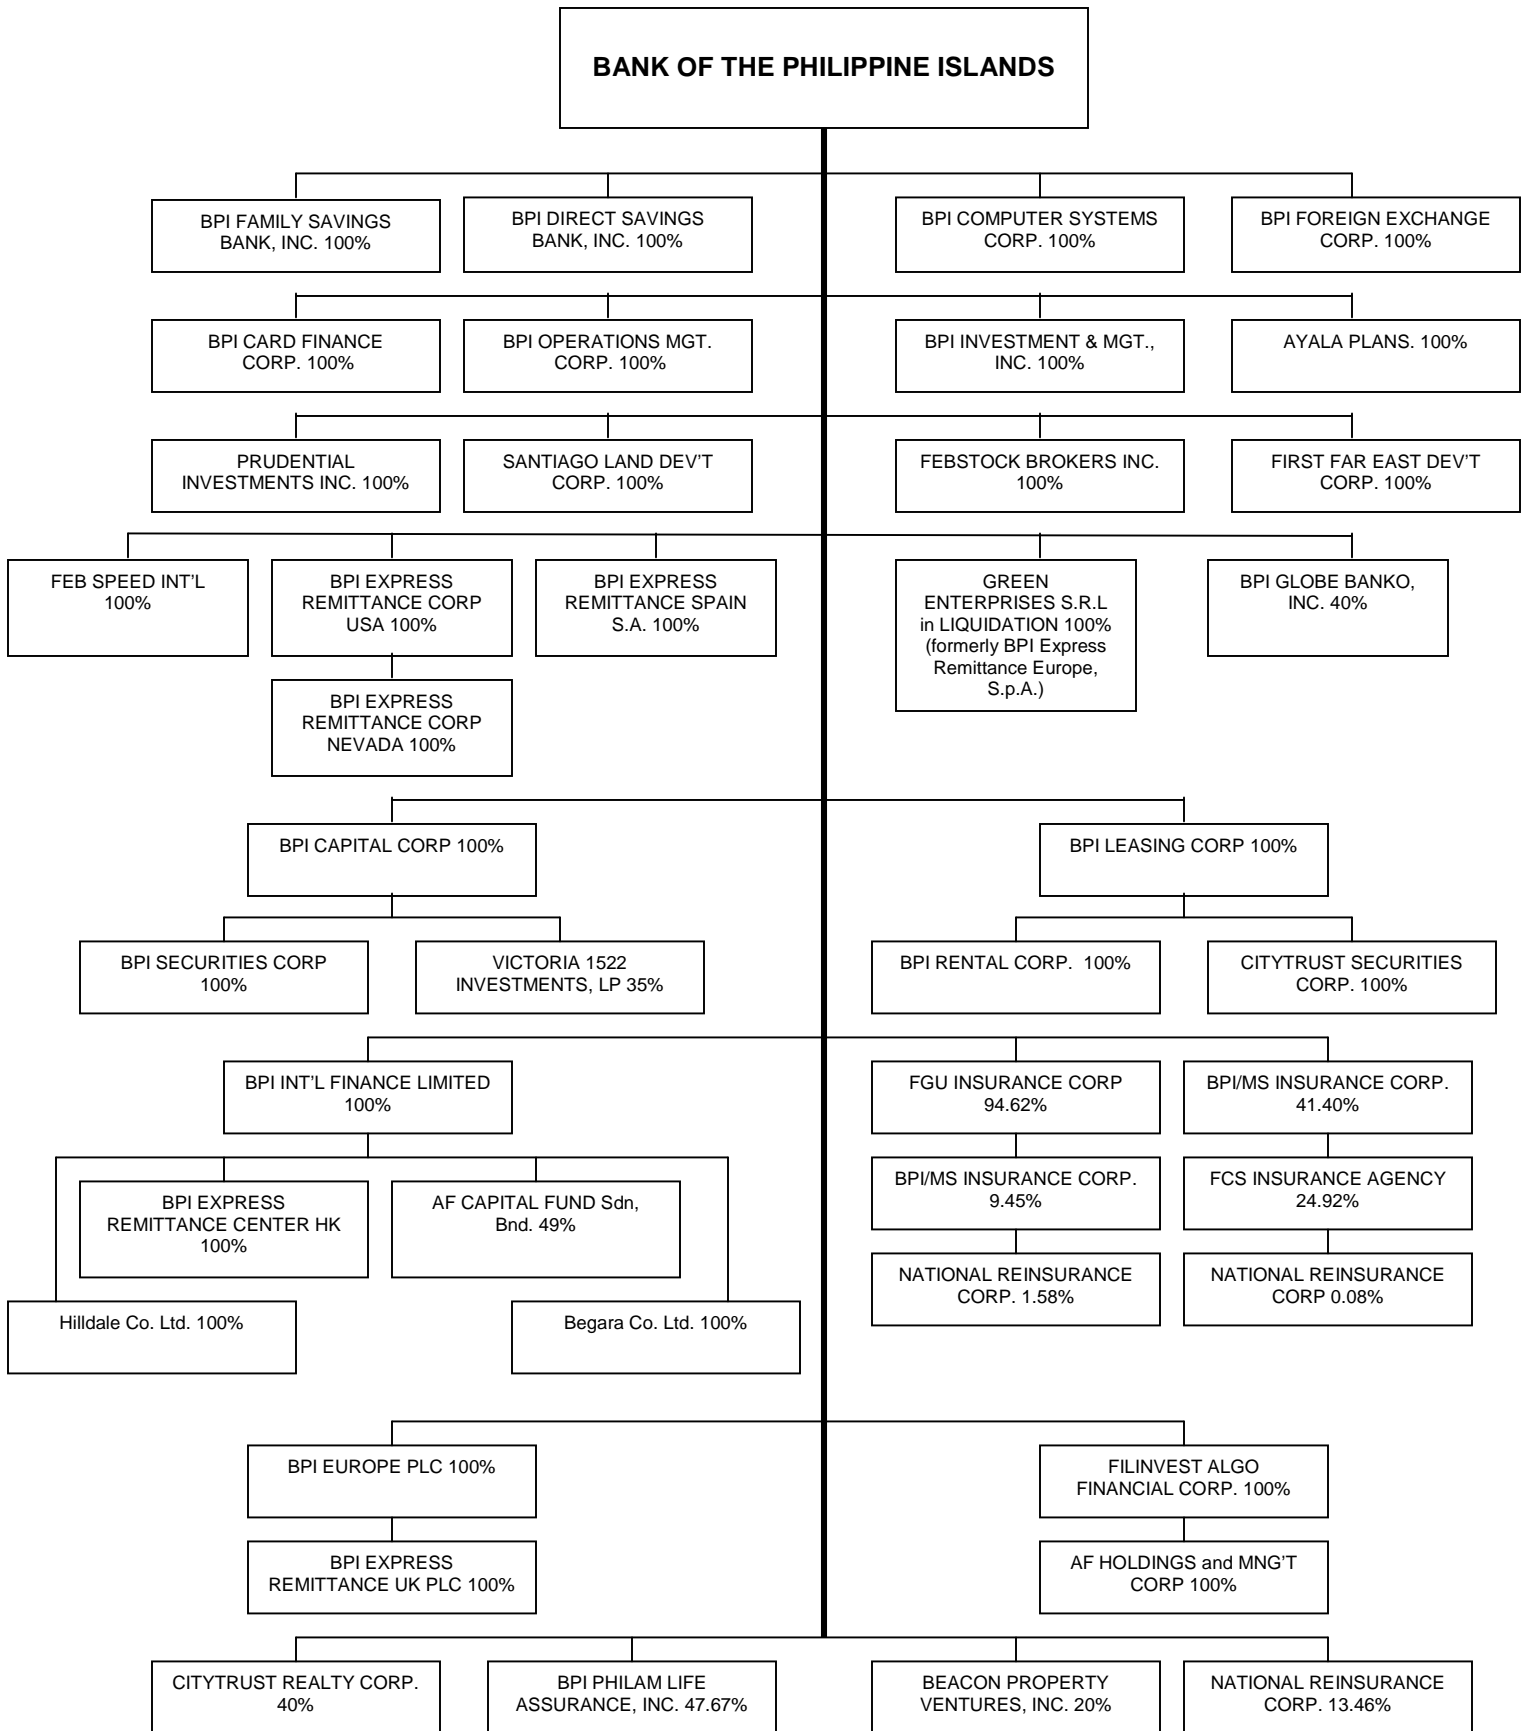 BANK OF THE PHILIPPINE ISLANDS
BPI FAMILY SAVINGS
BANK, INC. 100%
BPI DIRECT SAVINGS
BANK, INC. 100%
BPI COMPUTER SYSTEMS
CORP. 100%
BPI FOREIGN EXCHANGE
CORP. 100%
BPI CARD FINANCE
CORP. 100%
BPI OPERATIONS MGT.
CORP. 100%
BPI INVESTMENT & MGT.,
INC. 100%
AYALA PLANS. 100%
PRUDENTIAL
INVESTMENTS INC. 100%
SANTIAGO LAND DEV'T
CORP. 100%
FEBSTOCK BROKERS INC.
100%
FIRST FAR EAST DEV'T
CORP. 100%
FEB SPEED INT'L
100%
BPI EXPRESS
REMITTANCE CORP
USA 100%
BPI EXPRESS
REMITTANCE SPAIN
S.A. 100%
GREEN
ENTERPRISES S.R.L
in LIQUIDATION 100%
(formerly BPI Express
Remittance Europe,
S.p.A.)
BPI GLOBE BANKO,
INC. 40%
BPI EXPRESS
REMITTANCE CORP
NEVADA 100%
BPI CAPITAL CORP 100%
BPI LEASING CORP 100%
BPI SECURITIES CORP
100%
VICTORIA 1522
INVESTMENTS, LP 35%
BPI RENTAL CORP.  100%
CITYTRUST SECURITIES
CORP. 100%
BPI INT'L FINANCE LIMITED
100%
FGU INSURANCE CORP
94.62%
BPI/MS INSURANCE CORP.
41.40%
BPI EXPRESS
REMITTANCE CENTER HK
100%
AF CAPITAL FUND Sdn,
Bnd. 49%
BPI/MS INSURANCE CORP.
9.45%
FCS INSURANCE AGENCY
24.92%
NATIONAL REINSURANCE
CORP. 1.58%
NATIONAL REINSURANCE
CORP 0.08%
Hilldale Co. Ltd. 100%
Begara Co. Ltd. 100%
BPI EUROPE PLC 100%
FILINVEST ALGO
FINANCIAL CORP. 100%
BPI EXPRESS
REMITTANCE UK PLC 100%
AF HOLDINGS and MNG'T
CORP 100%
CITYTRUST REALTY CORP.
40%
BPI PHILAM LIFE
ASSURANCE, INC. 47.67%
BEACON PROPERTY
VENTURES, INC. 20%
NATIONAL REINSURANCE
CORP. 13.46%